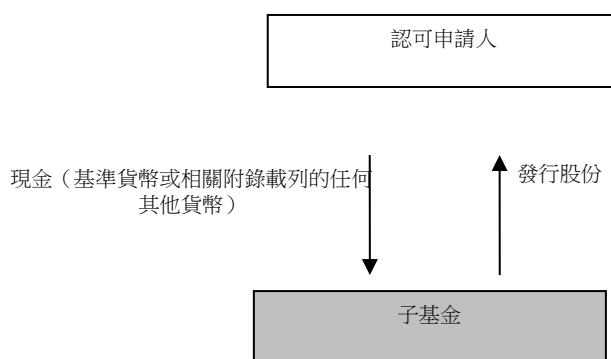 認可申請人
現金（基準貨幣或相關附錄載列的任何
其他貨幣）
發行股份
子基金